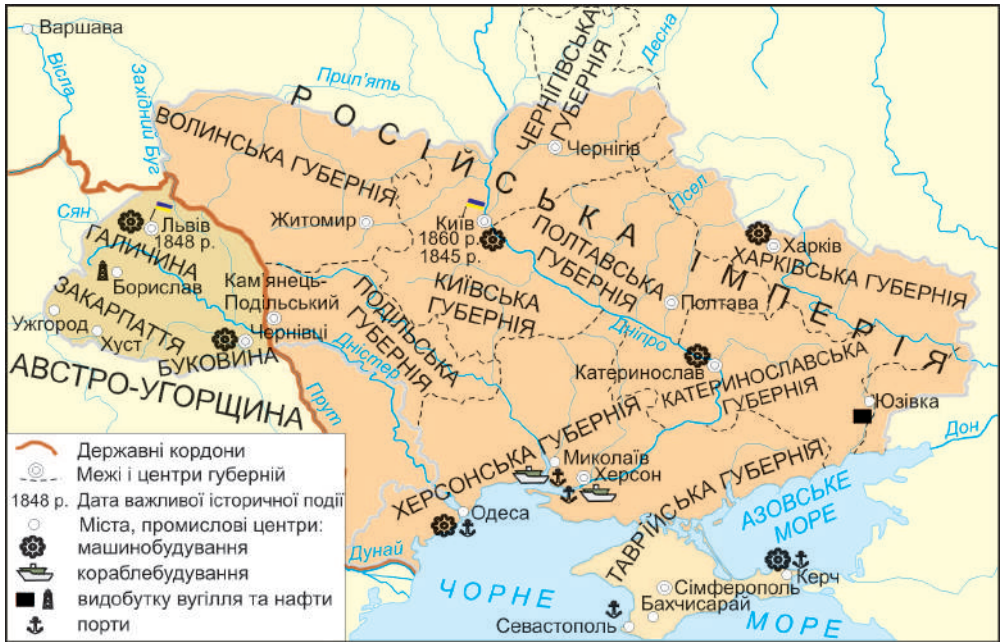 Варшава
Вісла
Західний Буг
Прип'ять
Десна
ЧЕРНІГІВСЬКА
ГУБЕРНІЯ
РОСІЙСЬКА ІМПЕРІЯ
ВОЛИНСЬКА ГУБЕРНІЯ
Чернігів
Псел
Сян
Львів
1848 р.
Житомир
Київ
1860 р.
1845 р.
ПОЛТАВСЬКА
ГУБЕРНІЯ
Харків
ХАРКІВСЬКА ГУБЕРНІЯ
ГАЛИЧИНА
Борислав
Кам'янець-
Подільський
КИЇВСЬКА
ГУБЕРНІЯ
Полтава
ЗАКАРПАТТЯ
ПОДІЛЬСЬКА
ГУБЕРНІЯ
Ужгород
Хуст
Чернівці
БУКОВИНА
Дністер
Дніпро
Катеринослав
КАТЕРИНОСЛАВСЬКА
ГУБЕРНІЯ
АВСТРО-УГОРЩИНА
Прут
Юзівка
Дон
ХЕРСОНСЬКА ГУБЕРНІЯ
Миколаїв
Херсон
ТАВРІЙСЬКА ГУБЕРНІЯ
АЗОВСЬКЕ
МОРЕ
Одеса
Дунай
Керч
Сімферополь
Бахчисарай
Севастополь
ЧОРНЕ МОРЕ
Державні кордони
Межі і центри губерній
1848 р. Дата важливої історичної події
Міста, промислові центри:
машинобудування
кораблебудування
видобутку вугілля та нафти
порти